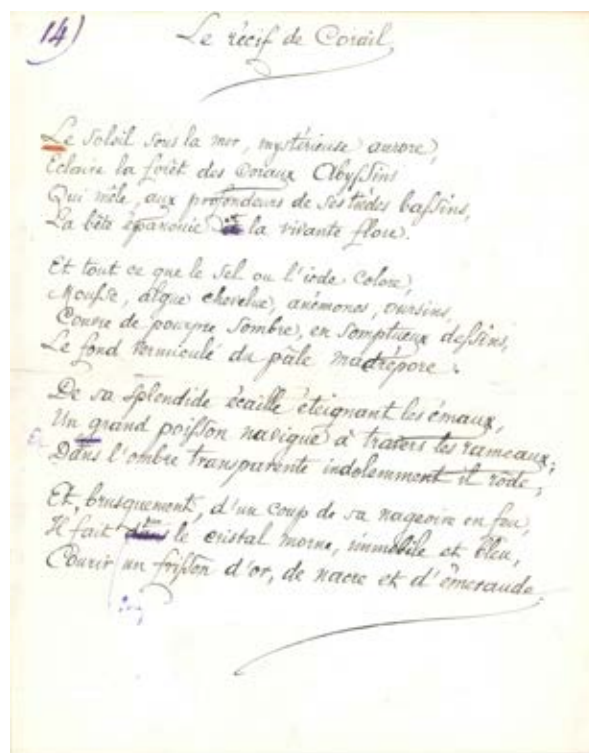 14)
Le récif de Corail
Le soleil sous la mer, mystérieuse aurore,
Eclaire la forêt des Coraux Abyssins
Qui mêle, aux profondeurs de ses tièdes bassins,
La bête épanouie et la vivante flore.
Et tout ce que le sel ou l'iode colore,
Mousse, algue chevelue, anémones, oursins,
Couvre de pourpre sombre, en somptueux dessins,
Le fond vermiculé du pâle madrépore.
De sa splendide écaille éteignant les émaux,
Un grand poisson navigue à travers les rameaux;
Dans l'ombre transparente indolemment il rôde;
Et, brusquement, d'un coup de sa nageoire en feu,
Il fait dans le cristal morne, immobile et bleu,
Courir un frisson d'or, de nacre et d'émeraude.